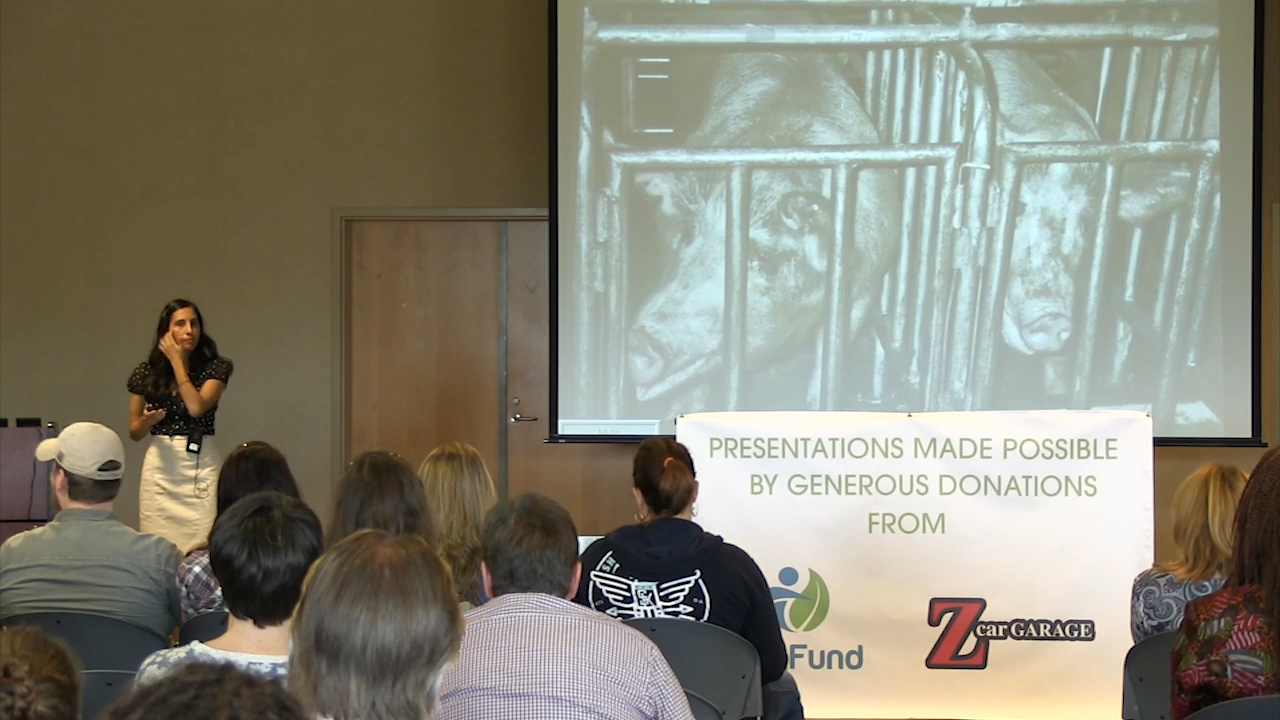 PRESENTATIONS MADE POSSIBLE
BY GENEROUS DONATIONS
FROM
Fund
Z car GARAGE